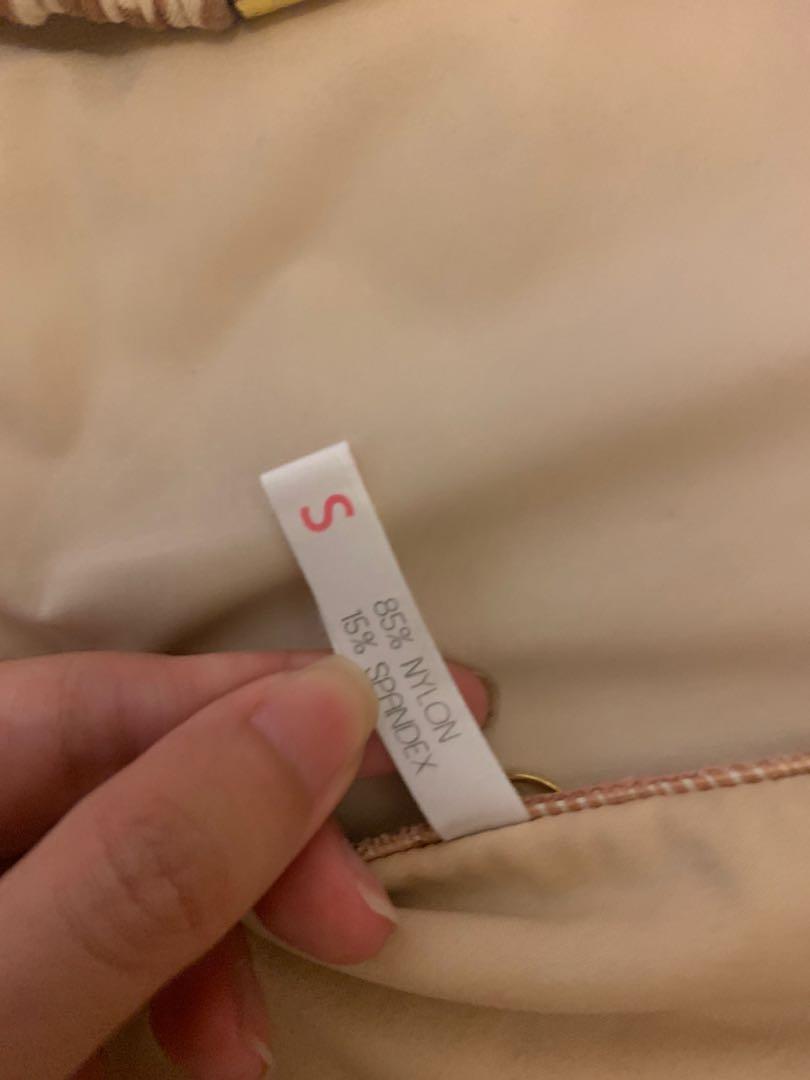 S
85% NYLON
15% SPANDEX